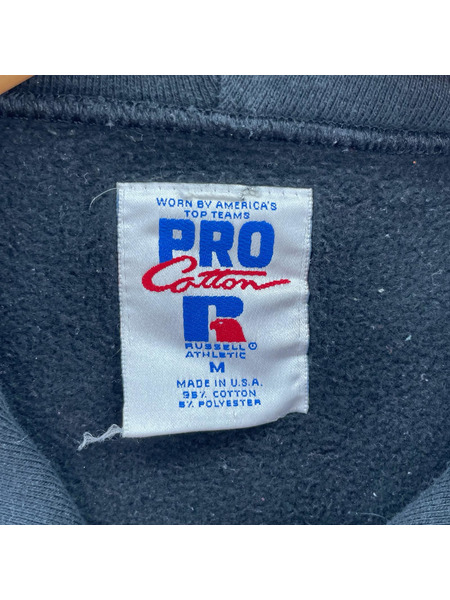 WORN BY AMERICA'S
TOP TEAMS
PRO
Cotton
R
RUSSELL®
ATHLETIC
M
MADE IN U.S.A.
95% COTTON
5% POLYESTER